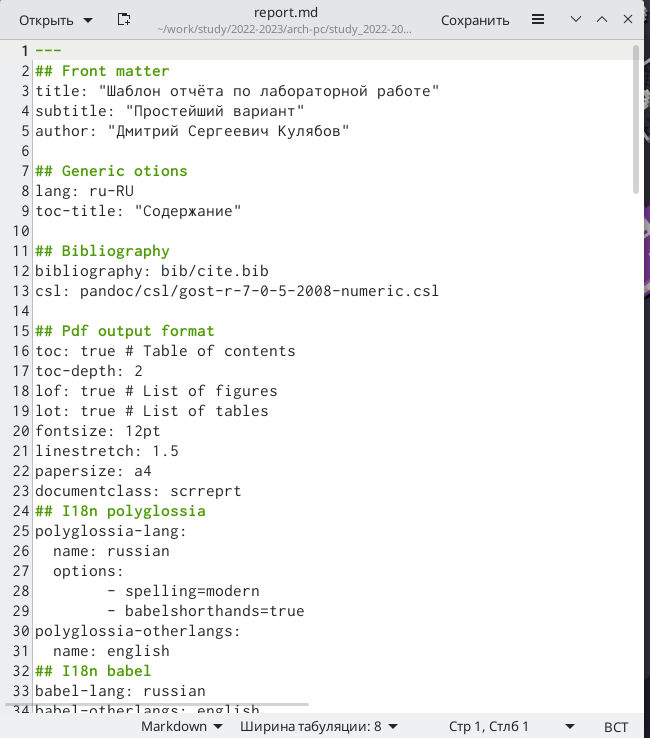 Открыть
report.md
~/work/study/2022-2023/arch-pc/study_2022-20...
Сохранить
1 ---
2 ## Front matter
3 title: "Шаблон отчёта по лабораторной работе"
4 subtitle: "Простейший вариант"
5 author: "Дмитрий Сергеевич Кулябов"
6
7 ## Generic otions
8 lang: ru-RU
9 toc-title: "Содержание"
10
11 ## Bibliography
12 bibliography: bib/cite.bib
13 csl: pandoc/csl/gost-r-7-0-5-2008-numeric.csl
14
15 ## Pdf output format
16 toc: true # Table of contents
17 toc-depth: 2
18 lof: true # List of figures
19 lot: true # List of tables
20 fontsize: 12pt
21 linestretch: 1.5
22 papersize: a4
23 documentclass: scrreprt
24 ## I18n polyglossia
25 polyglossia-lang:
26   name: russian
27   options:
28         - spelling=modern
29         - babelshorthands=true
30 polyglossia-otherlangs:
31   name: english
32 ## I18n babel
33 babel-lang: russian
34 babel-otherlangs: english
Markdown Ширина табуляции: 8 Стр 1, Стлб 1 ВСТ